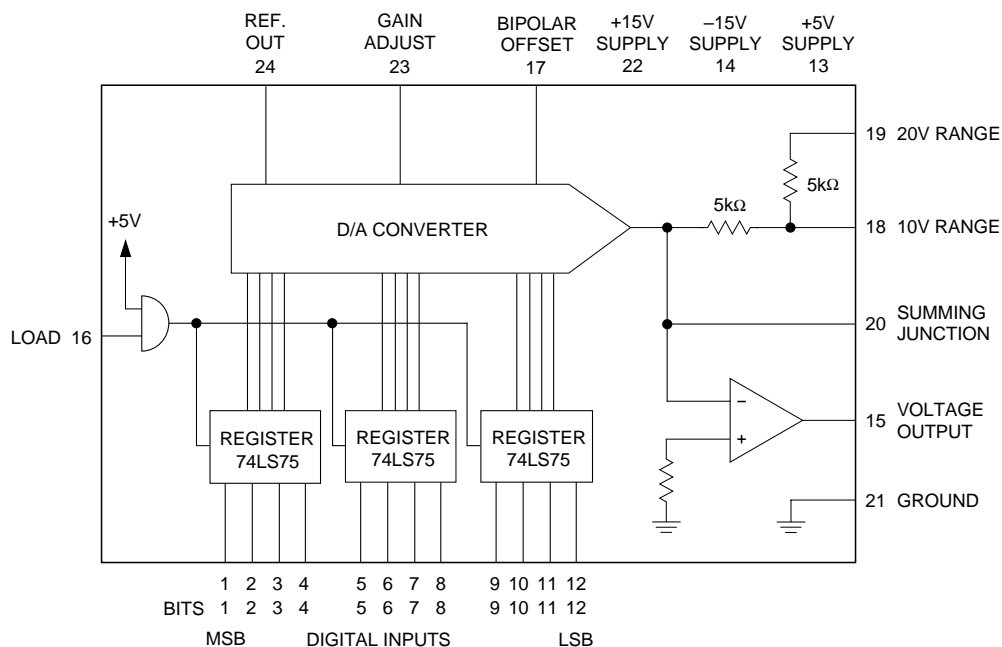 REF. OUT 24
GAIN ADJUST 23
BIPOLAR OFFSET 17
+15V SUPPLY 22
–15V SUPPLY 14
+5V SUPPLY 13
19 20V RANGE
5kΩ
5kΩ
18 10V RANGE
D/A CONVERTER
+5V
LOAD 16
20 SUMMING JUNCTION
REGISTER 74LS75
REGISTER 74LS75
REGISTER 74LS75
–
+
15 VOLTAGE OUTPUT
21 GROUND
1 2 3 4 5 6 7 8 9 10 11 12
BITS 1 2 3 4 5 6 7 8 9 10 11 12
MSB DIGITAL INPUTS LSB